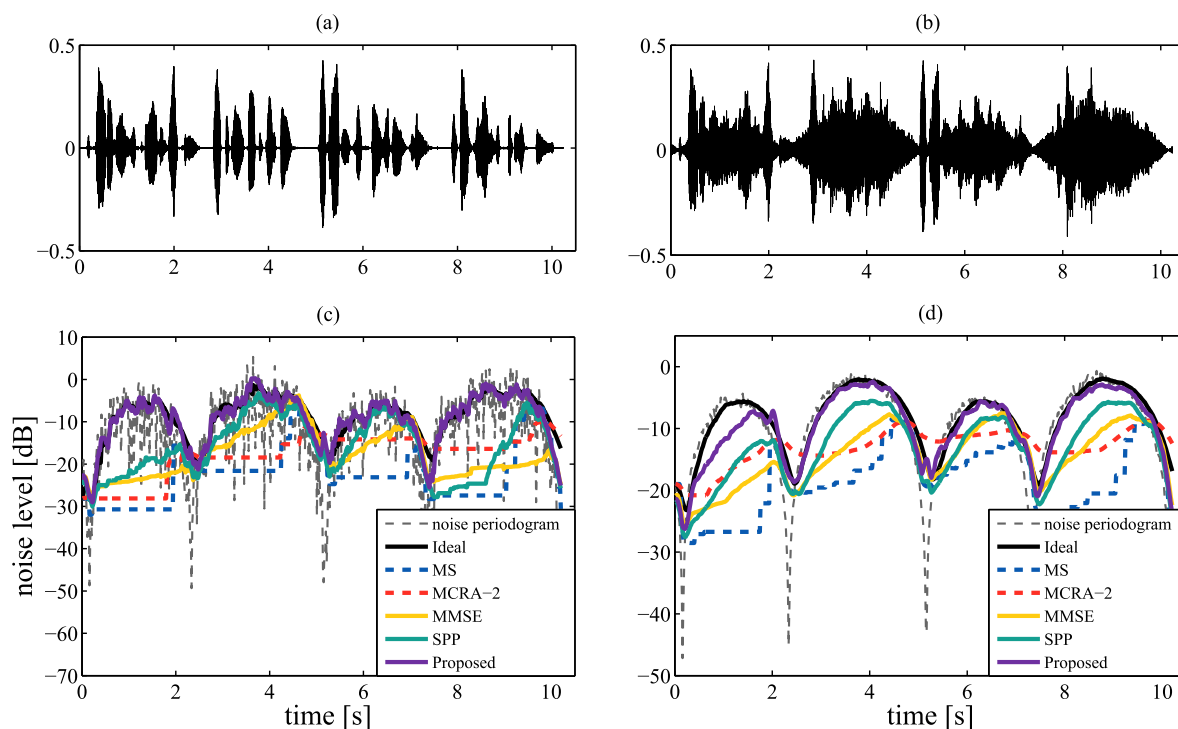 (a)
(b)
0.5
0
−0.5
0 2 4 6 8 10
0.5
0
−0.5
0 2 4 6 8 10
(c)
(d)
noise level [dB]
10
0
−10
−20
−30
−40
−50
−60
−70
0 2 4 6 8 10
time [s]
noise periodogram
Ideal
MS
MCRA−2
MMSE
SPP
Proposed
0
−10
−20
−30
−40
−50
0 2 4 6 8 10
time [s]
noise periodogram
Ideal
MS
MCRA−2
MMSE
SPP
Proposed